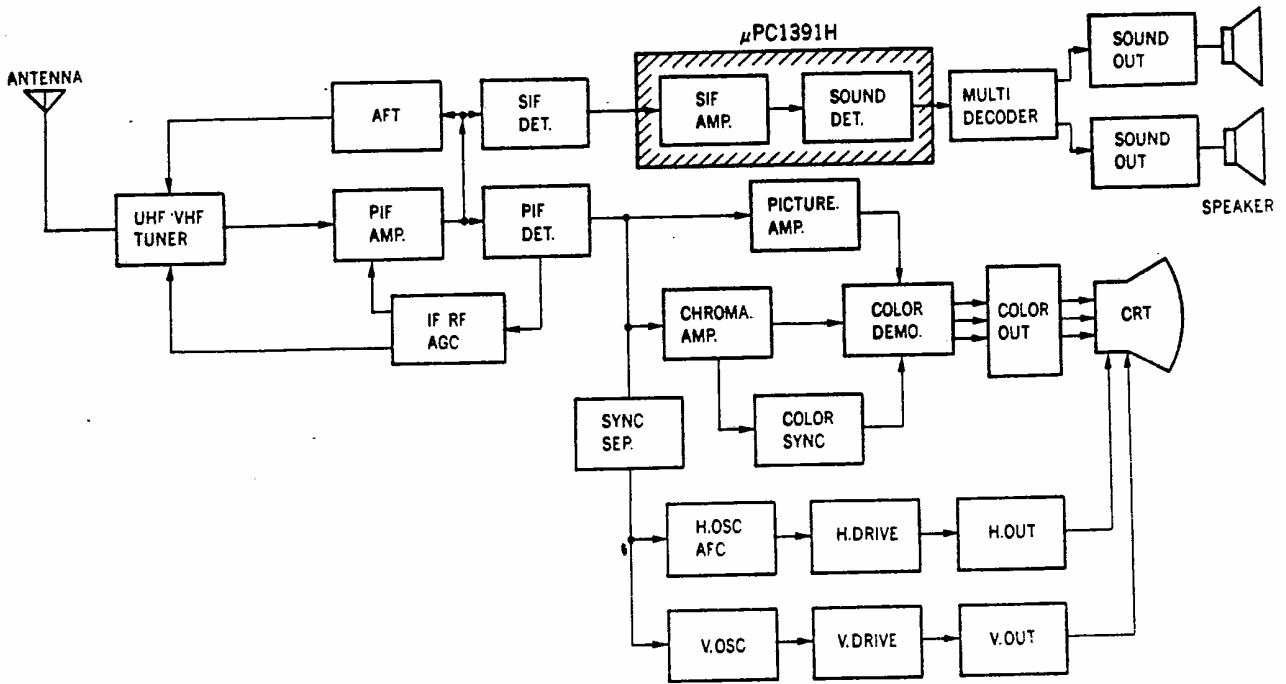 μPC1391H
ANTENNA
AFT
SIF
DET.
SIF
AMP.
SOUND
DET.
MULTI
DECODER
SOUND
OUT
SOUND
OUT
SPEAKER
UHF VHF
TUNER
PIF
AMP.
PIF
DET.
PICTURE.
AMP.
IF RF
AGC
CHROMA.
AMP.
COLOR
DEMO.
COLOR
OUT
CRT
SYNC
SEP.
COLOR
SYNC
H.OSC
AFC
H.DRIVE
H.OUT
V.OSC
V.DRIVE
V.OUT